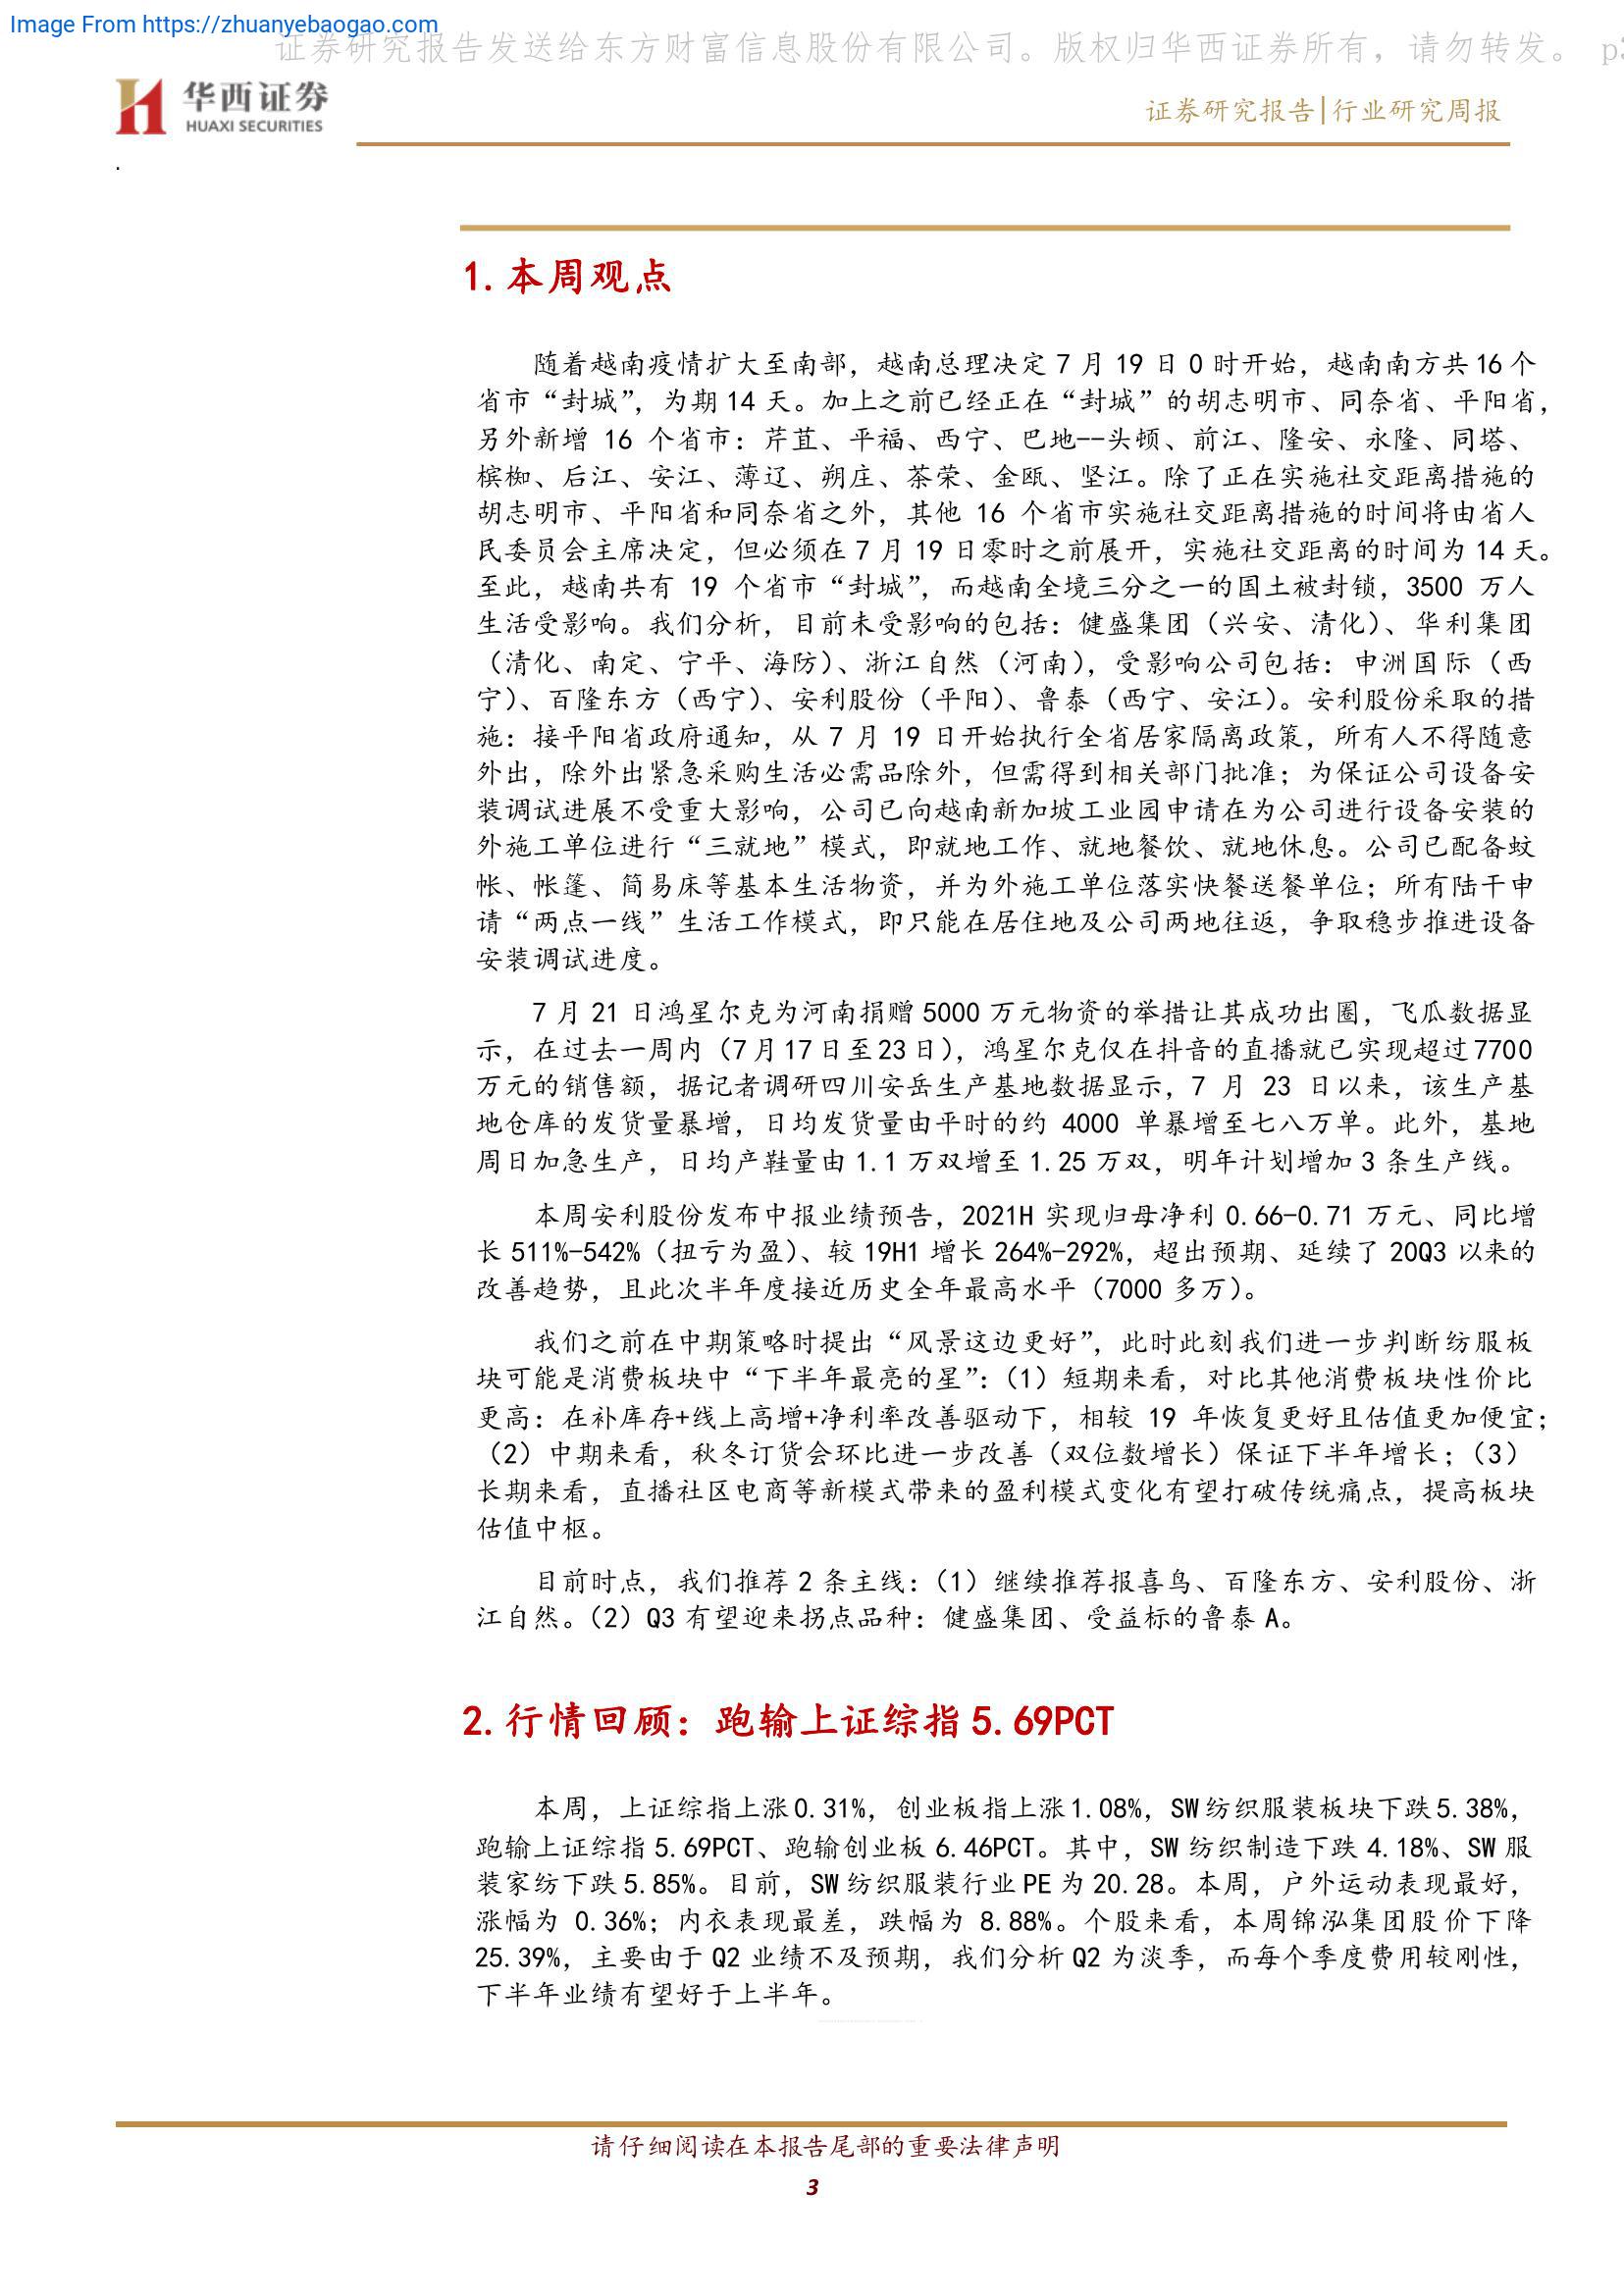 Image From https://zhuanyebaogao.com
证券研究报告发送给东方财富信息股份有限公司。版权归华西证券所有，请勿转发。 p3
华西证券
HUAXI SECURITIES
证券研究报告|行业研究周报
.
1.本周观点
随着越南疫情扩大至南部，越南总理决定 7 月 19 日 0 时开始，越南南方共 16 个
省市“封城”，为期 14 天。加上之前已经正在“封城”的胡志明市、同奈省、平阳省，
另外新增 16 个省市：芹苴、平福、西宁、巴地--头顿、前江、隆安、永隆、同塔、
槟椥、后江、安江、薄辽、朔庄、茶荣、金瓯、坚江。除了正在实施社交距离措施的
胡志明市、平阳省和同奈省之外，其他 16 个省市实施社交距离措施的时间将由省人
民委员会主席决定，但必须在 7 月 19 日零时之前展开，实施社交距离的时间为 14 天。
至此，越南共有 19 个省市“封城”，而越南全境三分之一的国土被封锁，3500 万人
生活受影响。我们分析，目前未受影响的包括：健盛集团（兴安、清化）、华利集团
（清化、南定、宁平、海防）、浙江自然（河南），受影响公司包括：申洲国际（西
宁）、百隆东方（西宁）、安利股份（平阳）、鲁泰（西宁、安江）。安利股份采取的措
施：接平阳省政府通知，从 7 月 19 日开始执行全省居家隔离政策，所有人不得随意
外出，除外出紧急采购生活必需品除外，但需得到相关部门批准；为保证公司设备安
装调试进展不受重大影响，公司已向越南新加坡工业园申请在为公司进行设备安装的
外施工单位进行“三就地”模式，即就地工作、就地餐饮、就地休息。公司已配备蚊
帐、帐篷、简易床等基本生活物资，并为外施工单位落实快餐送餐单位；所有陆干申
请“两点一线”生活工作模式，即只能在居住地及公司两地往返，争取稳步推进设备
安装调试进度。
7 月 21 日鸿星尔克为河南捐赠 5000 万元物资的举措让其成功出圈，飞瓜数据显
示，在过去一周内（7 月 17 日至 23 日），鸿星尔克仅在抖音的直播就已实现超过 7700
万元的销售额，据记者调研四川安岳生产基地数据显示，7 月 23 日以来，该生产基
地仓库的发货量暴增，日均发货量由平时的约 4000 单暴增至七八万单。此外，基地
周日加急生产，日均产鞋量由 1.1 万双增至 1.25 万双，明年计划增加 3 条生产线。
本周安利股份发布中报业绩预告，2021H 实现归母净利 0.66-0.71 万元、同比增
长 511%-542%（扭亏为盈）、较 19H1 增长 264%-292%，超出预期、延续了 20Q3 以来的
改善趋势，且此次半年度接近历史全年最高水平（7000 多万）。
我们之前在中期策略时提出“风景这边更好”，此时此刻我们进一步判断纺服板
块可能是消费板块中“下半年最亮的星”：（1）短期来看，对比其他消费板块性价比
更高：在补库存+线上高增+净利率改善驱动下，相较 19 年恢复更好且估值更加便宜；
（2）中期来看，秋冬订货会环比进一步改善（双位数增长）保证下半年增长；（3）
长期来看，直播社区电商等新模式带来的盈利模式变化有望打破传统痛点，提高板块
估值中枢。
目前时点，我们推荐 2 条主线：（1）继续推荐报喜鸟、百隆东方、安利股份、浙
江自然。（2）Q3 有望迎来拐点品种：健盛集团、受益标的鲁泰 A。
2.行情回顾：跑输上证综指 5.69PCT
本周，上证综指上涨 0.31%，创业板指上涨 1.08%，SW 纺织服装板块下跌 5.38%，
跑输上证综指 5.69PCT、跑输创业板 6.46PCT。其中，SW 纺织制造下跌 4.18%、SW 服
装家纺下跌 5.85%。目前，SW 纺织服装行业 PE 为 20.28。本周，户外运动表现最好，
涨幅为 0.36%；内衣表现最差，跌幅为 8.88%。个股来看，本周锦泓集团股价下降
25.39%，主要由于 Q2 业绩不及预期，我们分析 Q2 为淡季，而每个季度费用较刚性，
下半年业绩有望好于上半年。
请仔细阅读在本报告尾部的重要法律声明
3